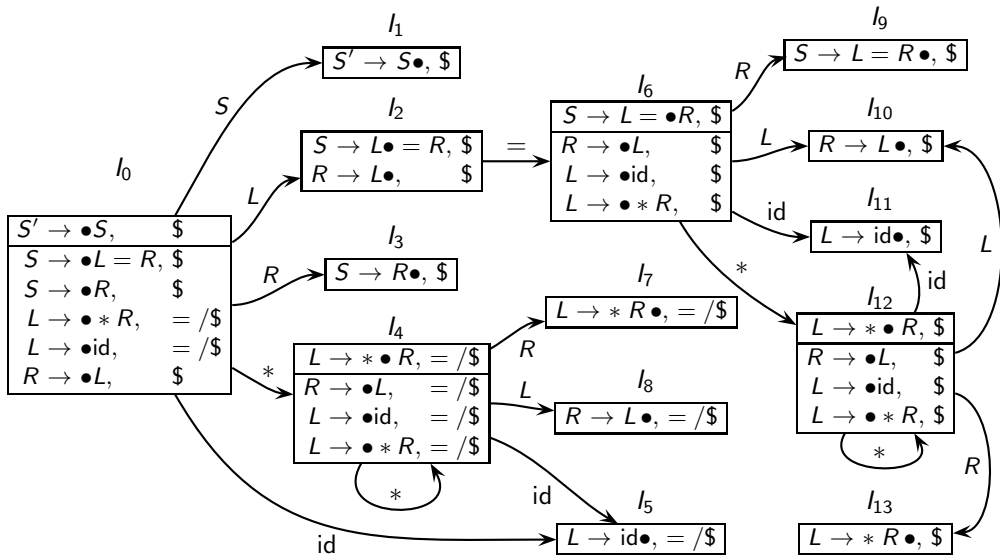 I0
S′ → •S, $
S → •L = R, $
S → •R, $
L → • ∗ R, = /$
L → •id, = /$
R → •L, $
S
L
R
∗
id
I1
S′ → S•, $
I2
S → L• = R, $
R → L•, $
=
I3
S → R•, $
I4
L → ∗ • R, = /$
R → •L, = /$
L → •id, = /$
L → • ∗ R, = /$
∗
R
L
id
I5
L → id•, = /$
I6
S → L = •R, $
R → •L, $
L → •id, $
L → • ∗ R, $
R
L
id
∗
I7
L → ∗ R •, = /$
I8
R → L •, = /$
I9
S → L = R •, $
I10
R → L •, $
I11
L → id•, $
I12
L → ∗ • R, $
R → •L, $
L → •id, $
L → • ∗ R, $
id
L
∗
R
I13
L → ∗ R •, $